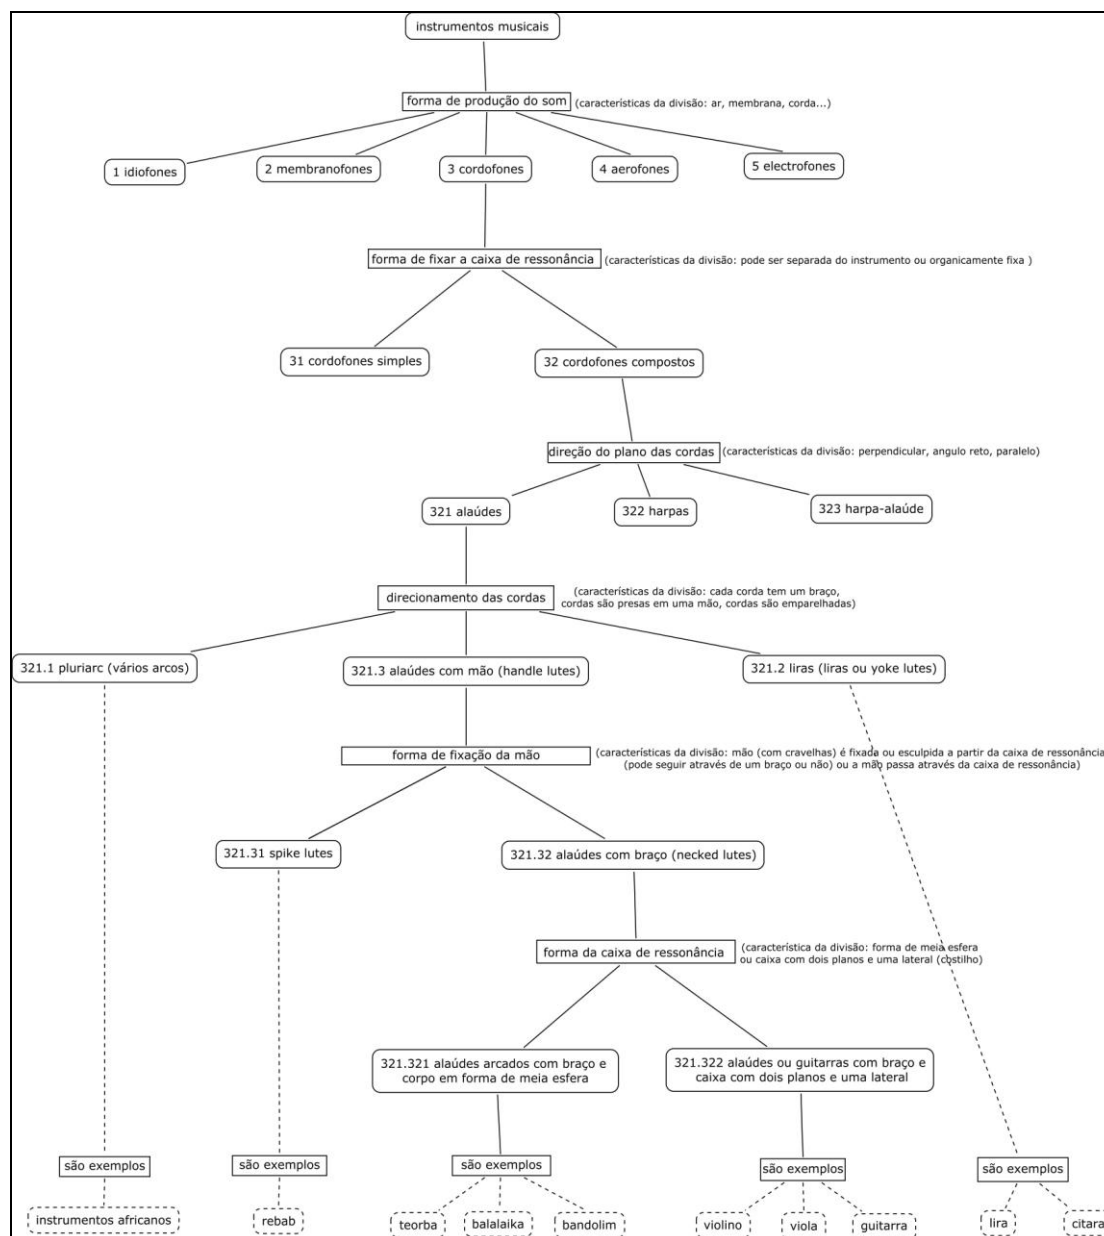 instrumentos musicais
forma de produção do som
(características da divisão: ar, membrana, corda...)
1 idiofones
2 membranofones
3 cordofones
4 aerofones
5 electrofones
forma de fixar a caixa de ressonância
(características da divisão: pode ser separada do instrumento ou organicamente fixa )
31 cordofones simples
32 cordofones compostos
direção do plano das cordas
(características da divisão: perpendicular, angulo reto, paralelo)
321 alaúdes
322 harpas
323 harpa-alaúde
direcionamento das cordas
(característica da divisão: cada corda tem um braço,
cordas são presas em uma mão, cordas são emparelhadas)
321.1 pluriarc (vários arcos)
321.3 alaúdes com mão (handle lutes)
321.2 liras (liras ou yoke lutes)
forma de fixação da mão
(características da divisão: mão (com cravelhas) é fixada ou esculpida a partir da caixa de ressonância
(pode seguir através de um braço ou não) ou a mão passa através da caixa de ressonância)
321.31 spike lutes
321.32 alaúdes com braço (necked lutes)
forma da caixa de ressonância
(característica da divisão: forma de meia esfera
ou caixa com dois planos e uma lateral (costilho)
321.321 alaúdes arcados com braço e
corpo em forma de meia esfera
321.322 alaúdes ou guitarras com braço e
caixa com dois planos e uma lateral
são exemplos
são exemplos
são exemplos
são exemplos
são exemplos
instrumentos africanos
rebab
teorba
balalaika
bandolim
violino
viola
guitarra
lira
citara